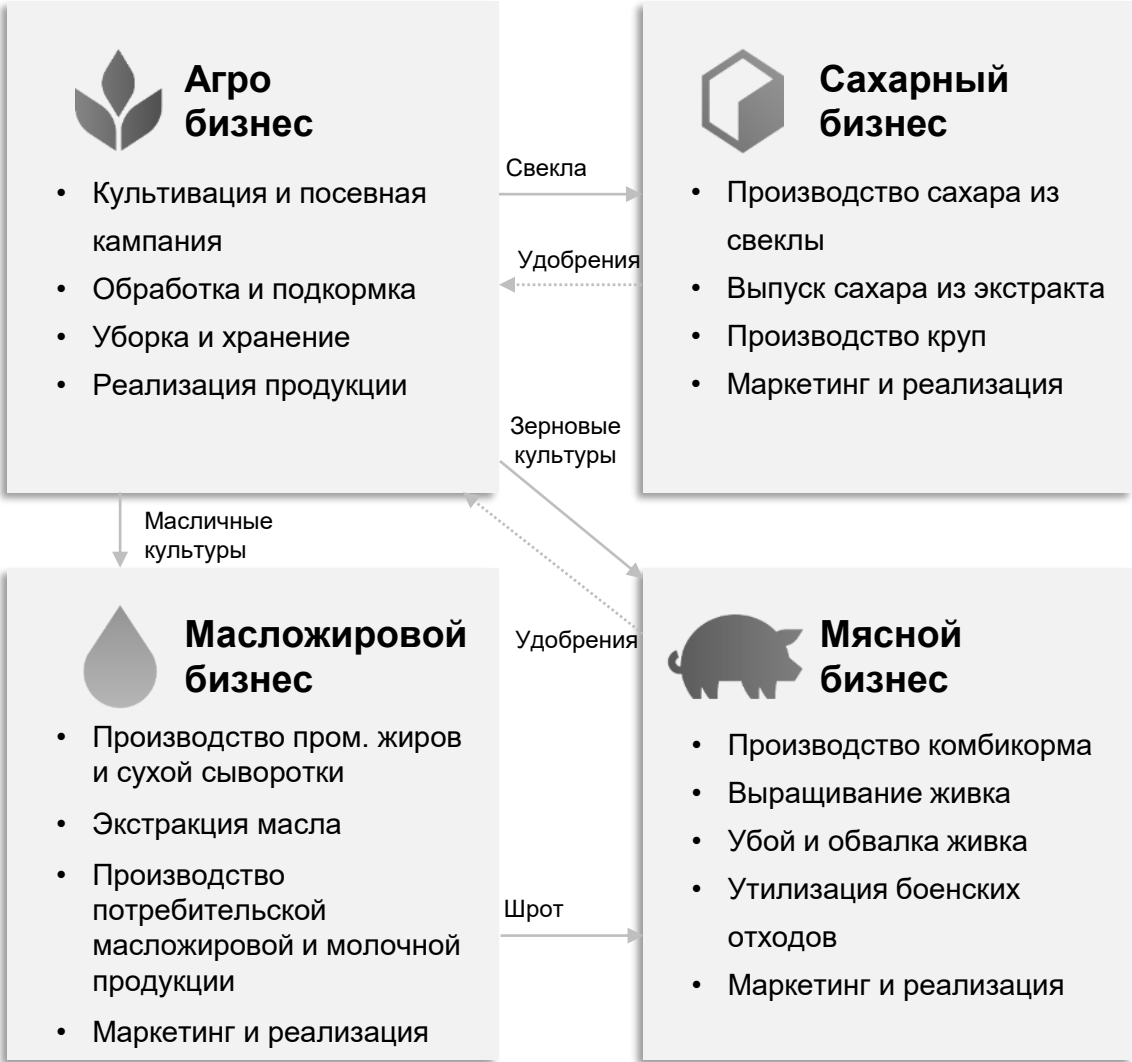 Агро
бизнес
• Культивация и посевная
кампания
• Обработка и подкормка
• Уборка и хранение
• Реализация продукции
Свекла
Удобрения
Сахарный
бизнес
• Производство сахара из
свеклы
• Выпуск сахара из экстракта
• Производство круп
• Маркетинг и реализация
Зерновые
культуры
Масличные
культуры
Удобрения
Масложировой
бизнес
• Производство пром. жиров
и сухой сыворотки
• Экстракция масла
• Производство
потребительской
масложировой и молочной
продукции
• Маркетинг и реализация
Шрот
Мясной
бизнес
• Производство комбикорма
• Выращивание живка
• Убой и обвалка живка
• Утилизация боенских
отходов
• Маркетинг и реализация